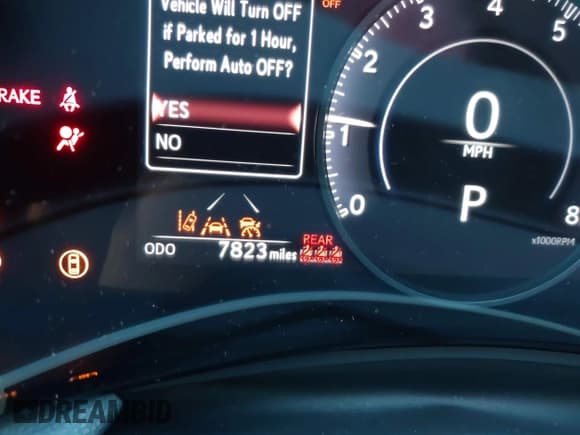 Vehicle Will Turn OFF
if Parked for 1 Hour,
Perform Auto OFF?
YES
NO
OFF
RAKE
ODO 7823 miles
REAR
0
1
2
3
4
5
8
0
MPH
P
x1000RPM
DREAMBID